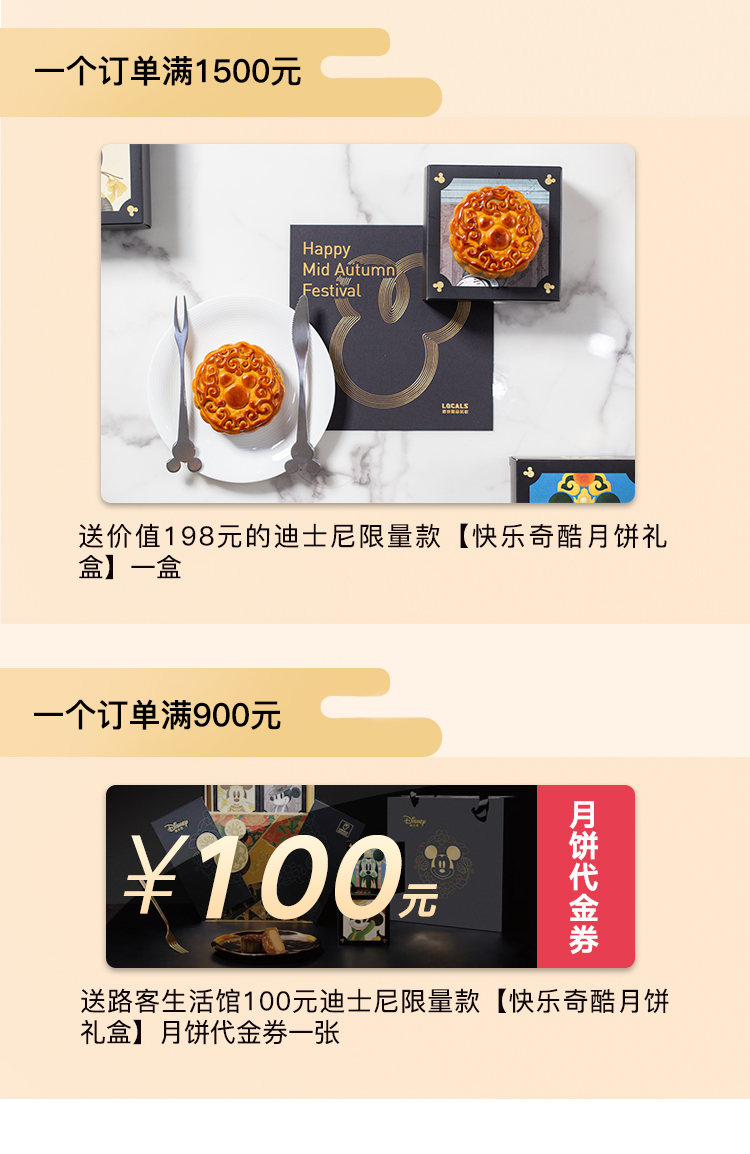 一个订单满1500元
Happy
Mid Autumn
Festival
LOCALS
送价值198元的迪士尼限量款【快乐奇酷月饼礼
盒】一盒
一个订单满900元
Disney
Disney
¥100元
月饼代金券
送路客生活馆100元迪士尼限量款【快乐奇酷月饼
礼盒】月饼代金券一张